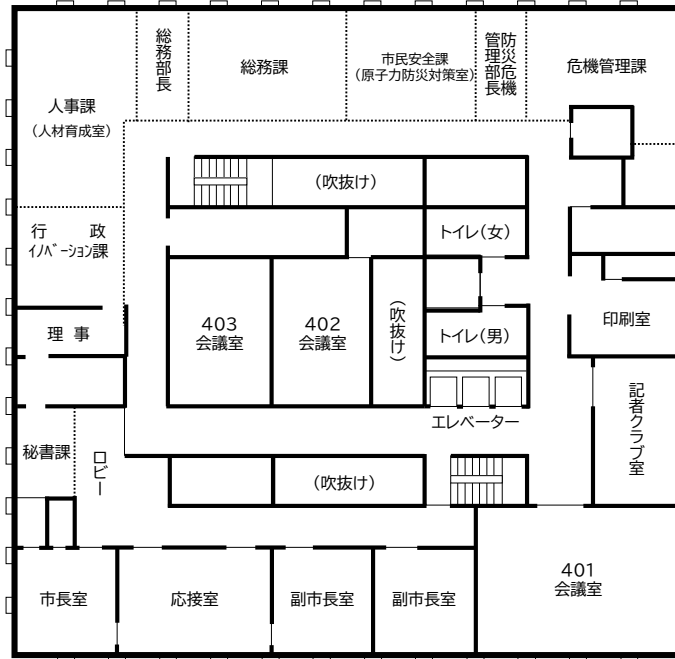 総務部長
総務課
市民安全課
(原子力防災対策室)
防災危機
管理部長
危機管理課
人事課
(人材育成室)
(吹抜け)
トイレ(女)
行　政
ｲﾉﾍﾞｰｼｮﾝ課
理 事
403
会議室
402
会議室
(吹抜け)
トイレ(男)
印刷室
エレベーター
記者クラブ室
秘書課
ロビー
(吹抜け)
市長室
応接室
副市長室
副市長室
401
会議室